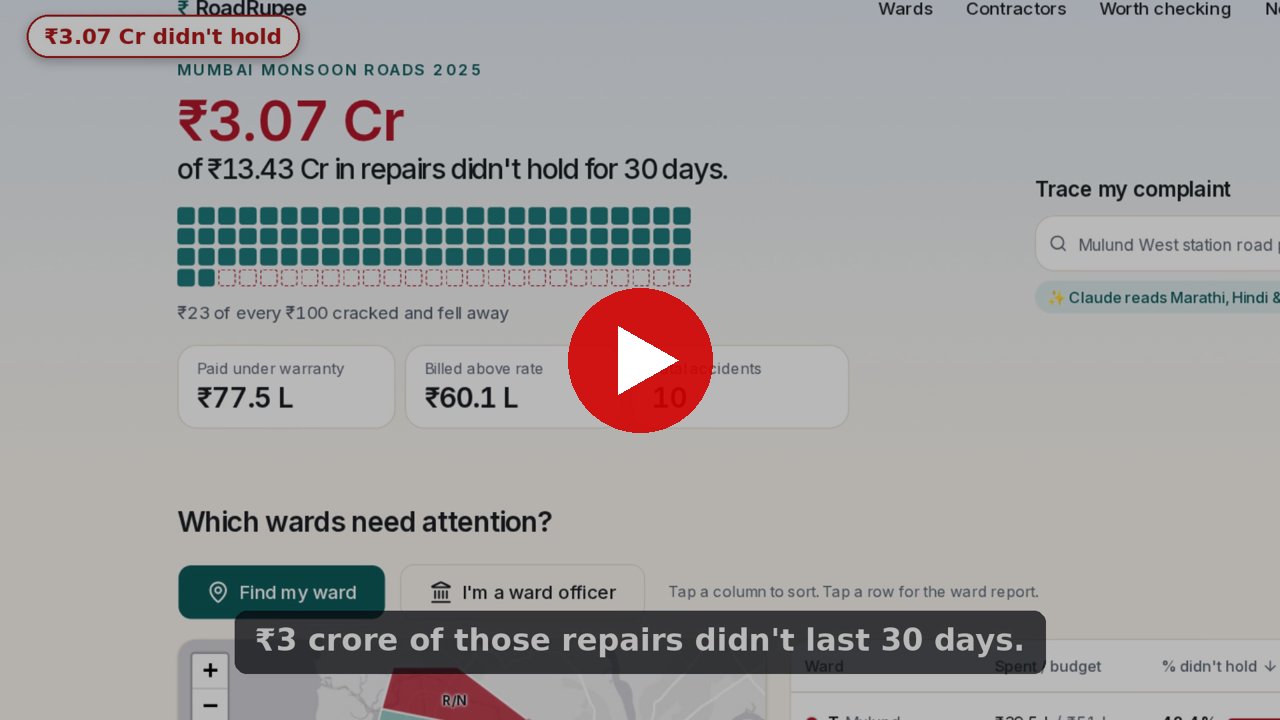 ₹ RoadRupee
Wards Contractors Worth checking
₹3.07 Cr didn't hold
MUMBAI MONSOON ROADS 2025
₹3.07 Cr
of ₹13.43 Cr in repairs didn't hold for 30 days.
Trace my complaint
Mulund West station road
✨ Claude reads Marathi, Hindi &
₹23 of every ₹100 cracked and fell away
Paid under warranty
₹77.5 L
Billed above rate
₹60.1 L
accidents
10
Which wards need attention?
Find my ward
I'm a ward officer
Tap a column to sort. Tap a row for the ward report.
₹3 crore of those repairs didn't last 30 days.
+
−
R/N
Ward Spent / budget % didn't hold ↓